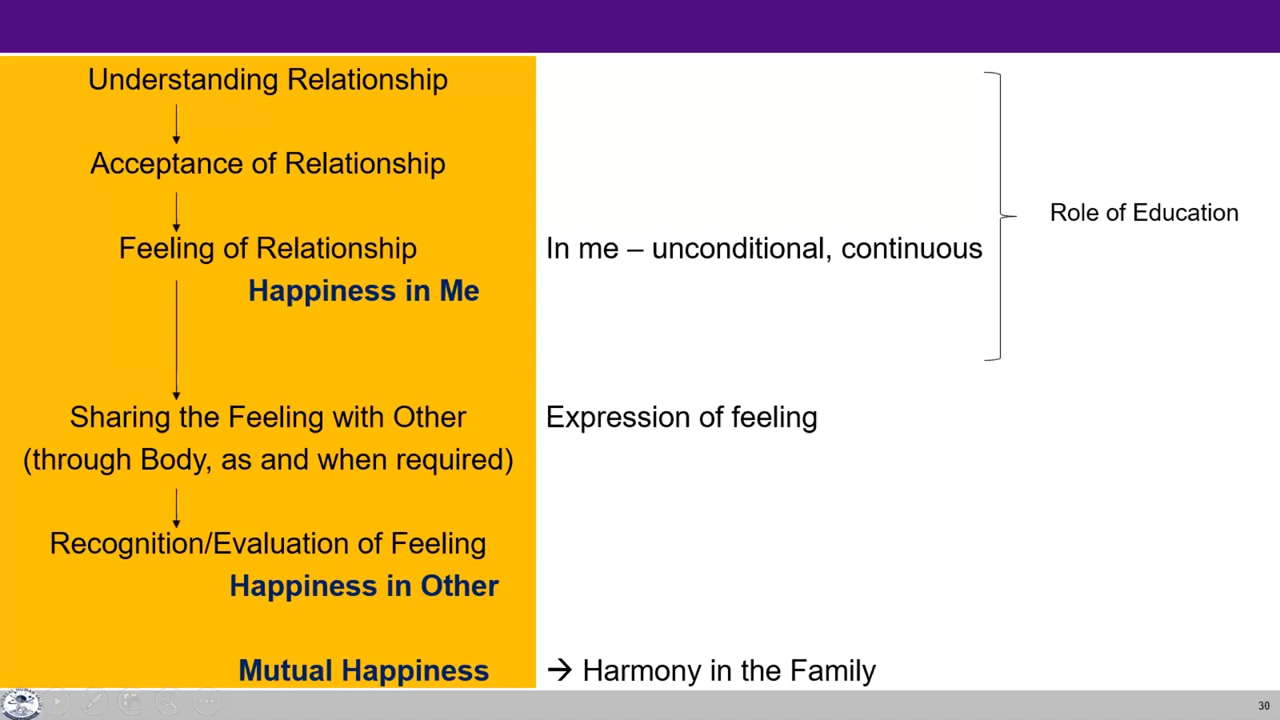 Understanding Relationship
Acceptance of Relationship
Feeling of Relationship
In me – unconditional, continuous
Happiness in Me
Role of Education
Sharing the Feeling with Other
(through Body, as and when required)
Expression of feeling
Recognition/Evaluation of Feeling
Happiness in Other
Mutual Happiness
→ Harmony in the Family
30